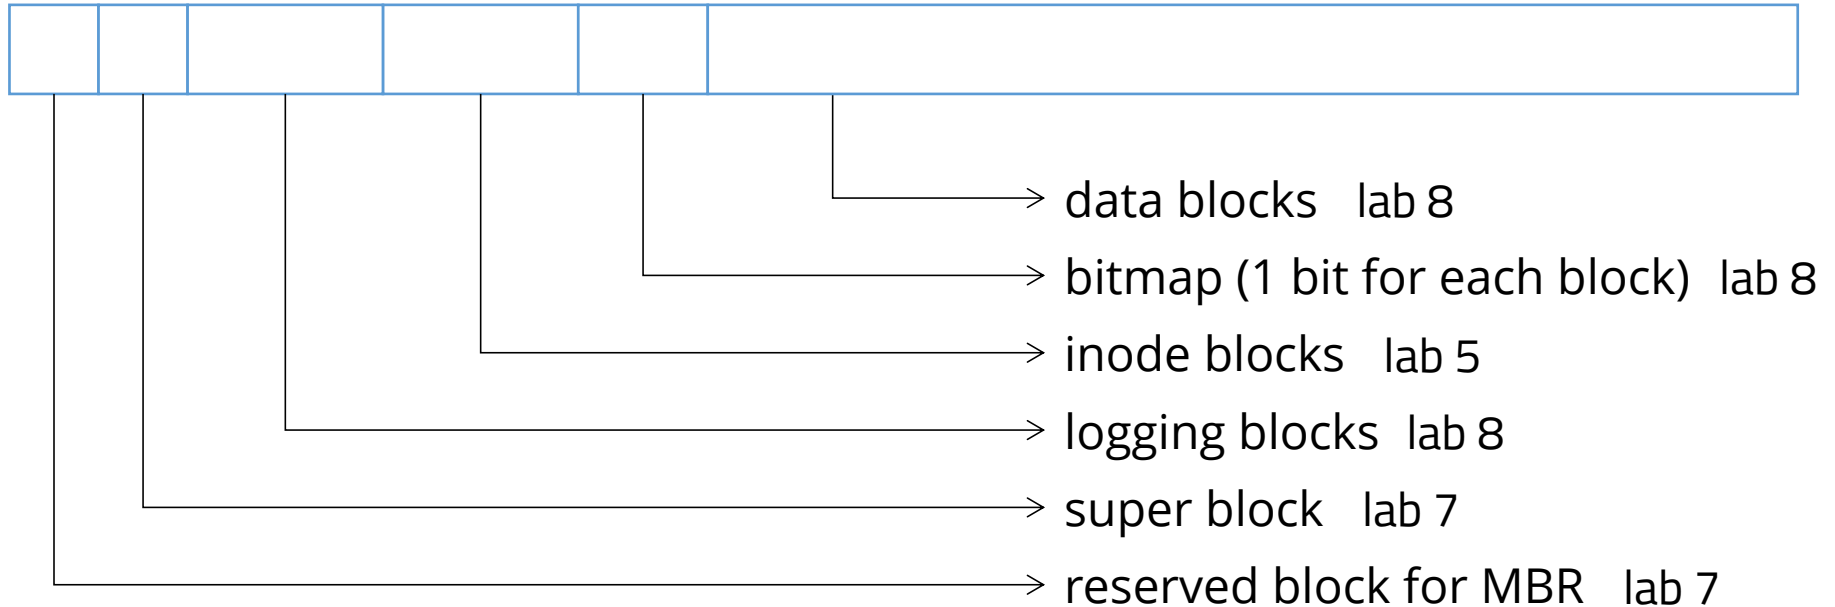 data blocks lab 8
bitmap (1 bit for each block) lab 8
inode blocks lab 5
logging blocks lab 8
super block lab 7
reserved block for MBR lab 7